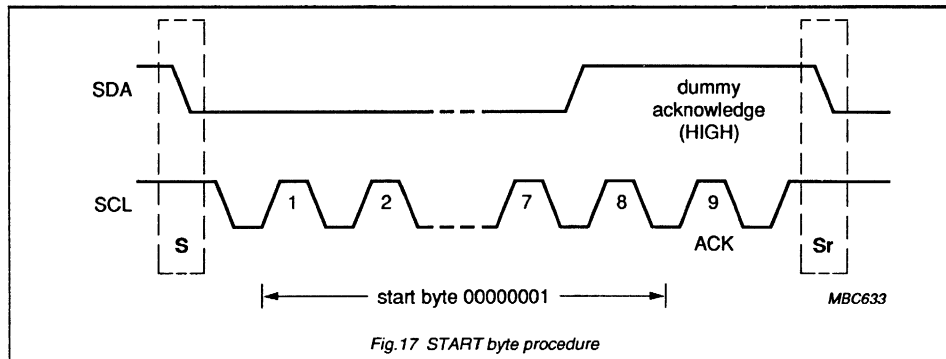 SDA
dummy
acknowledge
(HIGH)
SCL
1 2 7 8 9
S ACK Sr
start byte 00000001
MBC633
Fig.17 START byte procedure